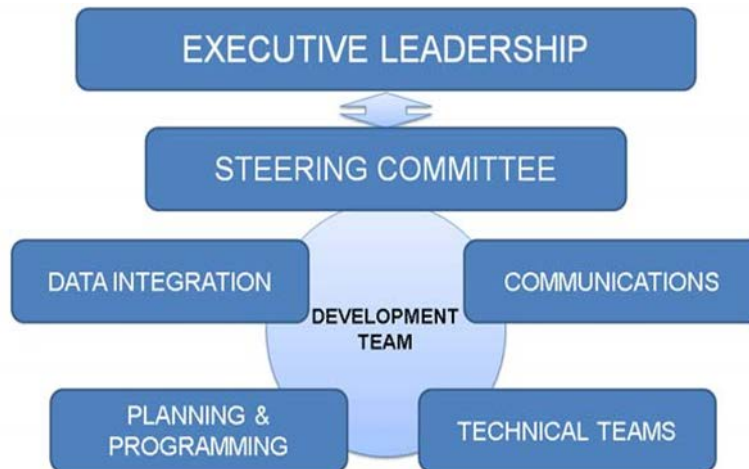 EXECUTIVE LEADERSHIP
STEERING COMMITTEE
DATA INTEGRATION
COMMUNICATIONS
DEVELOPMENT
TEAM
PLANNING &
PROGRAMMING
TECHNICAL TEAMS